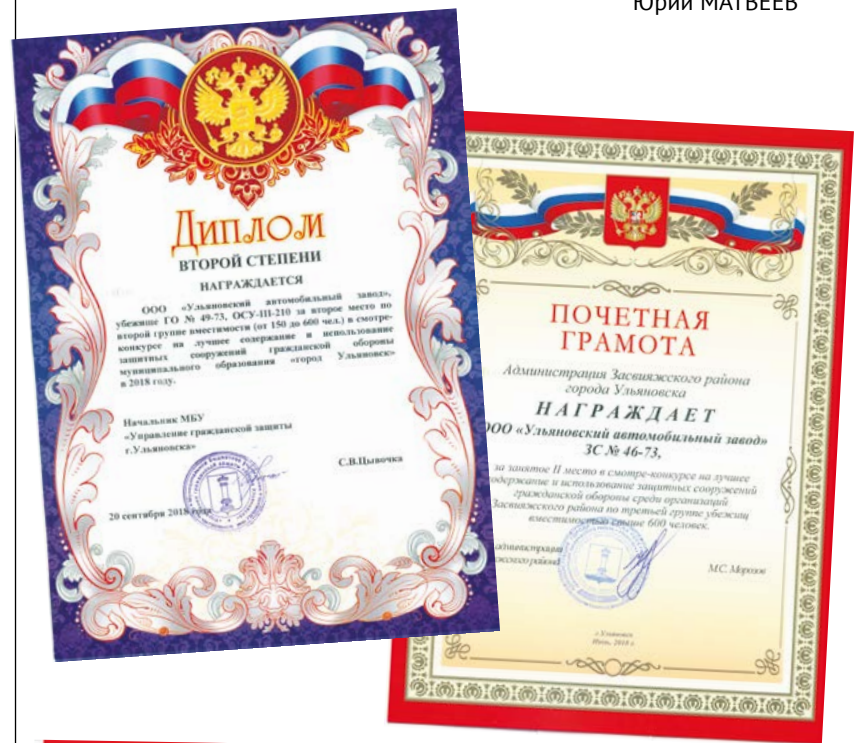 Юрий МАТВЕЕВ
ДИПЛОМ
ВТОРОЙ СТЕПЕНИ
НАГРАЖДАЕТСЯ
ООО «Ульяновский автомобильный завод»,
убежище ГО № 49-73, ОСУ-III-210 за второе место по
второй группе вместимости (от 150 до 600 чел.) в смотре-
конкурсе на лучшее содержание и использование
защитных сооружений гражданской обороны
муниципального образования «город Ульяновск»
в 2018 году.
Начальник МБУ
«Управление гражданской защиты
г.Ульяновска»
С.В.Цывочка
20 сентября 2018 года
ПОЧЕТНАЯ
ГРАМОТА
Администрация Засвияжского района
города Ульяновска
НАГРАЖДАЕТ
ООО «Ульяновский автомобильный завод»
ЗС № 46-73,
за занятое II место в смотре-конкурсе на лучшее
содержание и использование защитных сооружений
гражданской обороны среди организаций
Засвияжского района по третьей группе убежищ
вместимостью свыше 600 человек.
администрации
района
М.С. Морозов
г.Ульяновск
2018 г.